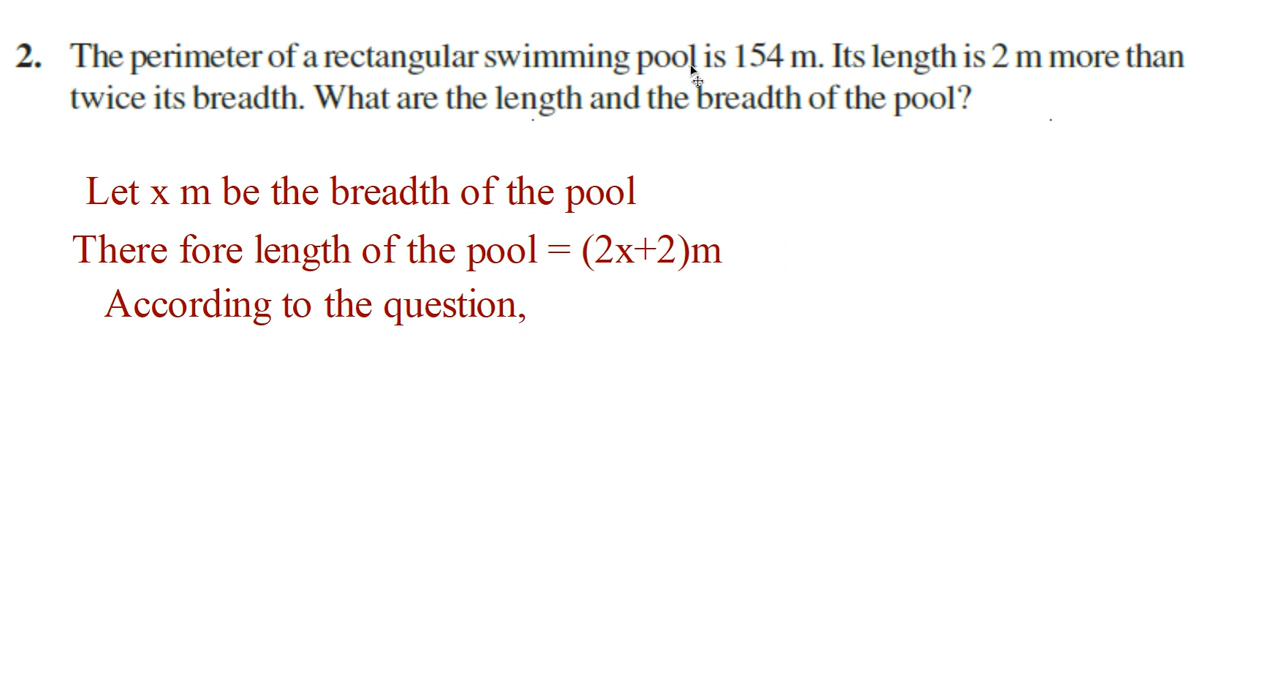 2. The perimeter of a rectangular swimming pool is 154 m. Its length is 2 m more than
twice its breadth. What are the length and the breadth of the pool?
Let x m be the breadth of the pool
There fore length of the pool = (2x+2)m
According to the question,